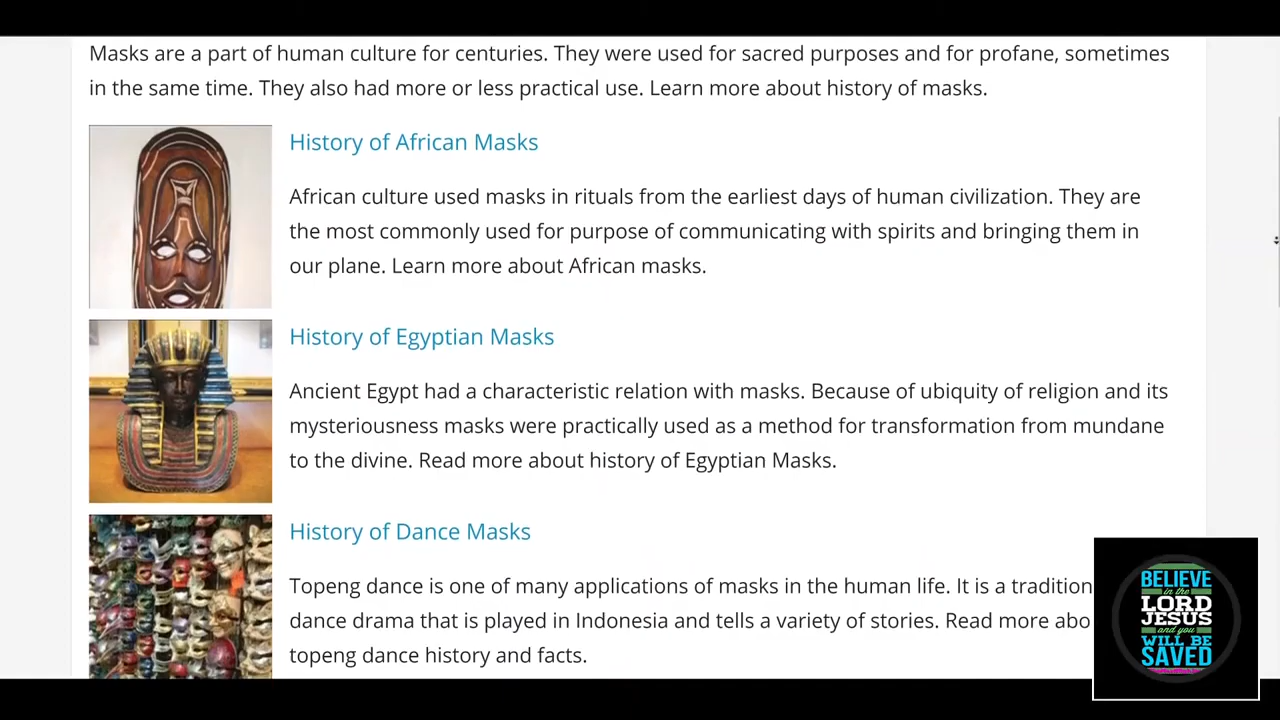 Masks are a part of human culture for centuries. They were used for sacred purposes and for profane, sometimes
in the same time. They also had more or less practical use. Learn more about history of masks.
History of African Masks
African culture used masks in rituals from the earliest days of human civilization. They are
the most commonly used for purpose of communicating with spirits and bringing them in
our plane. Learn more about African masks.
History of Egyptian Masks
Ancient Egypt had a characteristic relation with masks. Because of ubiquity of religion and its
mysteriousness masks were practically used as a method for transformation from mundane
to the divine. Read more about history of Egyptian Masks.
History of Dance Masks
Topeng dance is one of many applications of masks in the human life. It is a tradition
dance drama that is played in Indonesia and tells a variety of stories. Read more abo
topeng dance history and facts.
BELIEVE
in the
LORD
JESUS
and you
WILL BE
SAVED